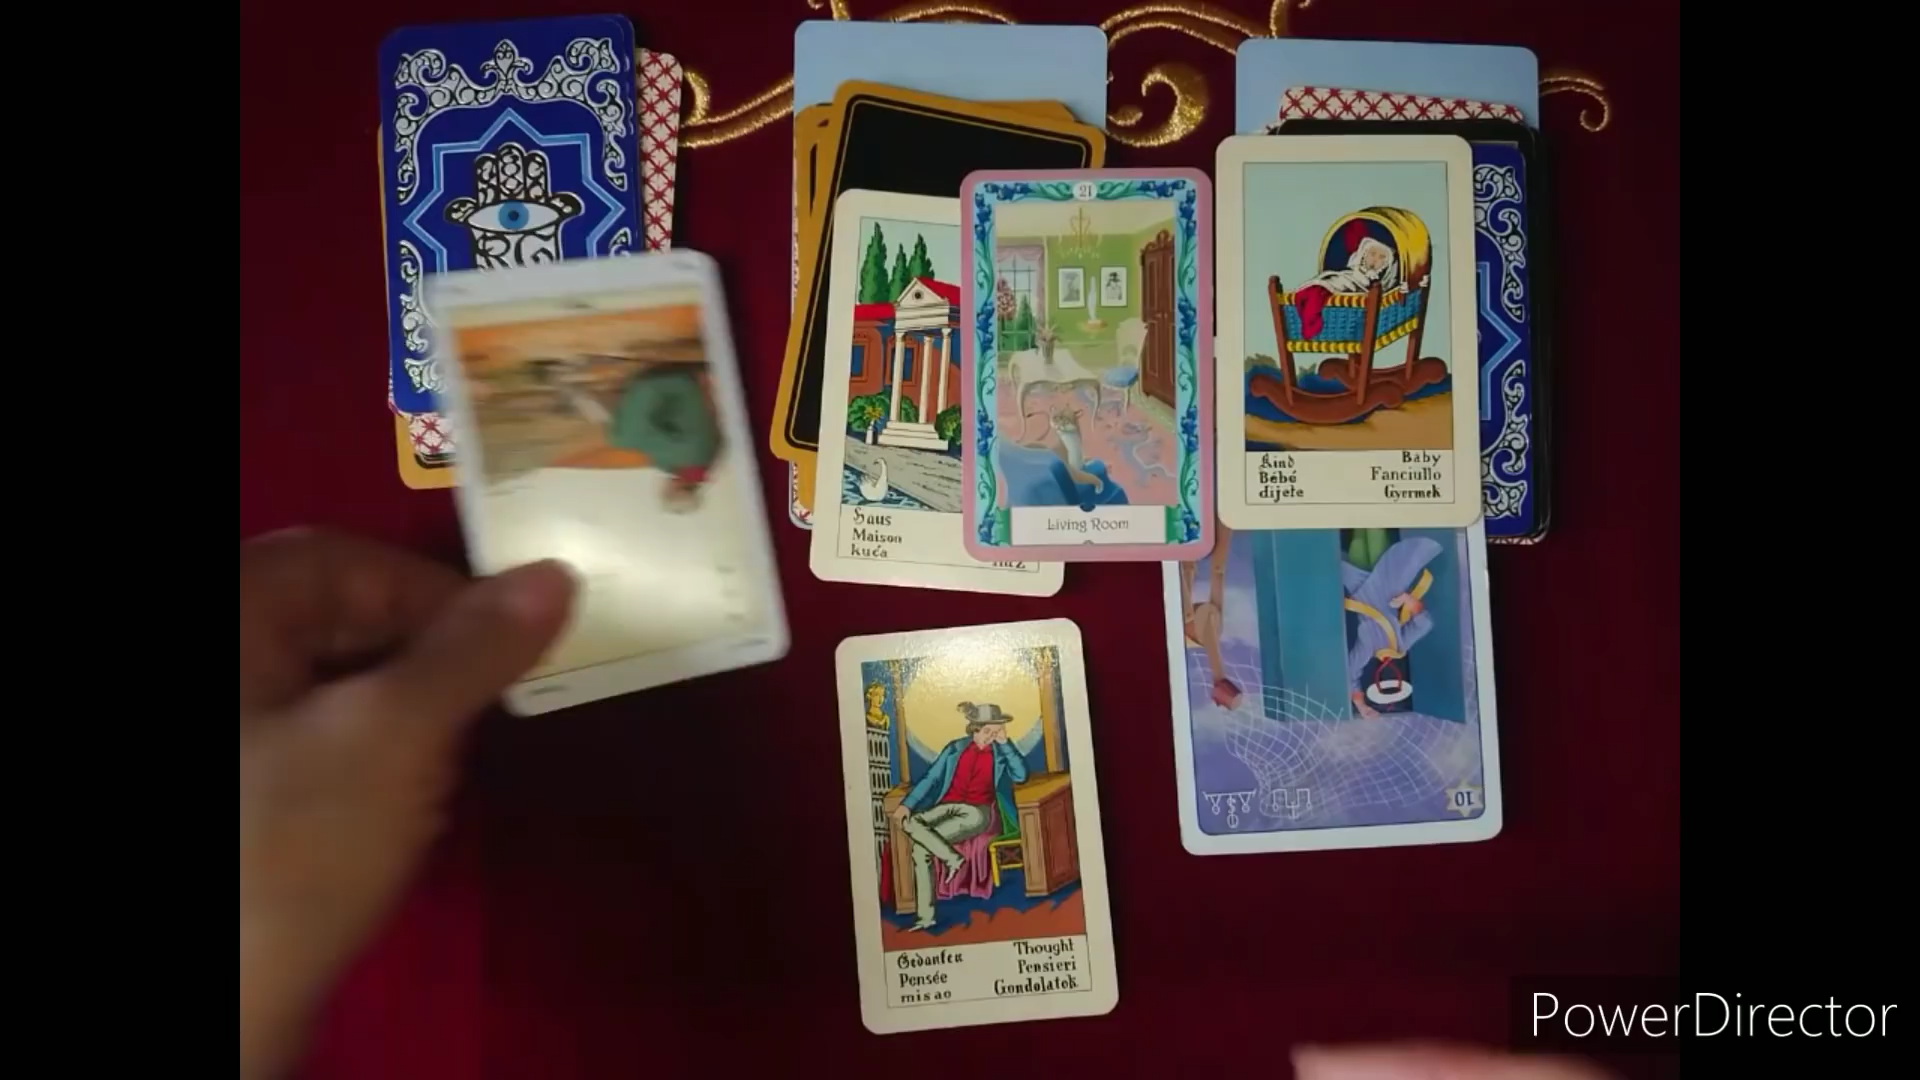 RG
21
Living Room
Haus
Maison
kuća
Kind
Bébé
dijete
Baby
Fanciullo
Gyermek
10
Gedanken
Pensée
misao
Thought
Pensieri
Gondolatok
PowerDirector